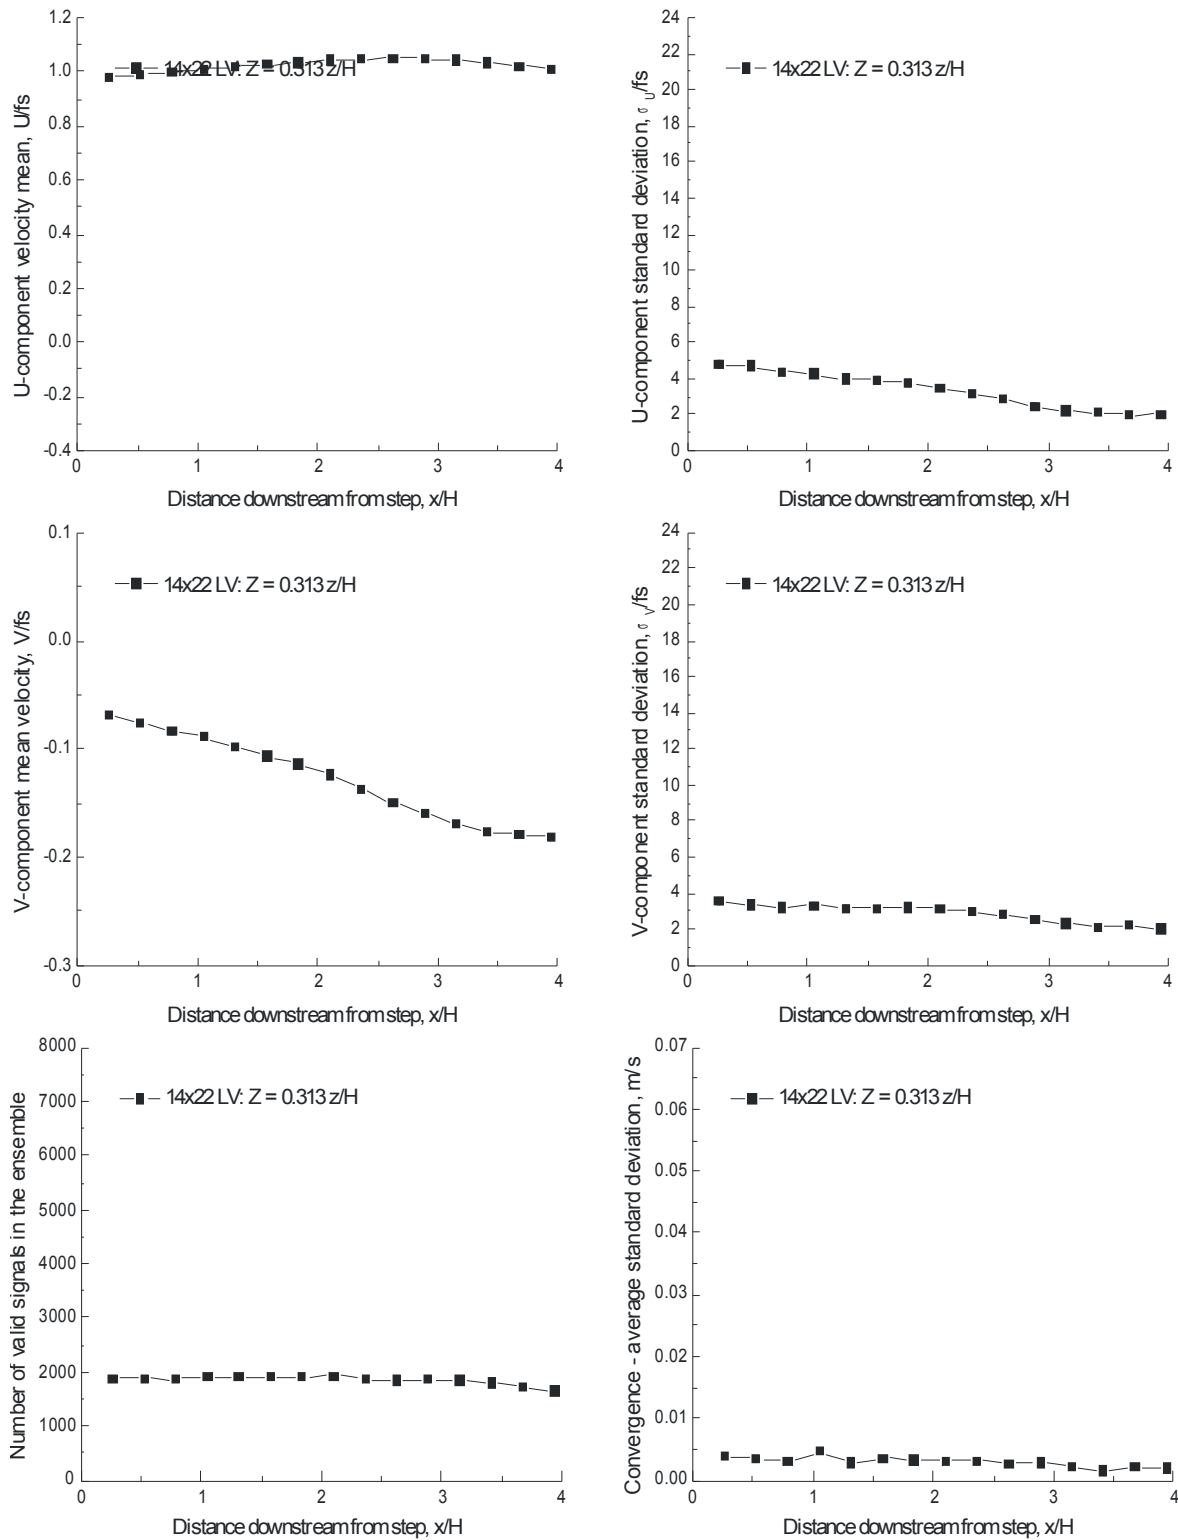 U-component velocity mean, U/fs
1.2
1.0
0.8
0.6
0.4
0.2
0.0
-0.2
-0.4
14x22 LV: Z = 0.313 z/H
0 1 2 3 4
Distance downstream from step, x/H
U-component standard deviation, σU/fs
24
22
20
18
16
14
12
10
8
6
4
2
0
14x22 LV: Z = 0.313 z/H
0 1 2 3 4
Distance downstream from step, x/H
V-component mean velocity, V/fs
0.1
0.0
-0.1
-0.2
-0.3
14x22 LV: Z = 0.313 z/H
0 1 2 3 4
Distance downstream from step, x/H
V-component standard deviation, σV/fs
24
22
20
18
16
14
12
10
8
6
4
2
0
14x22 LV: Z = 0.313 z/H
0 1 2 3 4
Distance downstream from step, x/H
Number of valid signals in the ensemble
8000
7000
6000
5000
4000
3000
2000
1000
0
14x22 LV: Z = 0.313 z/H
0 1 2 3 4
Distance downstream from step, x/H
Convergence - average standard deviation, m/s
0.07
0.06
0.05
0.04
0.03
0.02
0.01
0.00
14x22 LV: Z = 0.313 z/H
0 1 2 3 4
Distance downstream from step, x/H